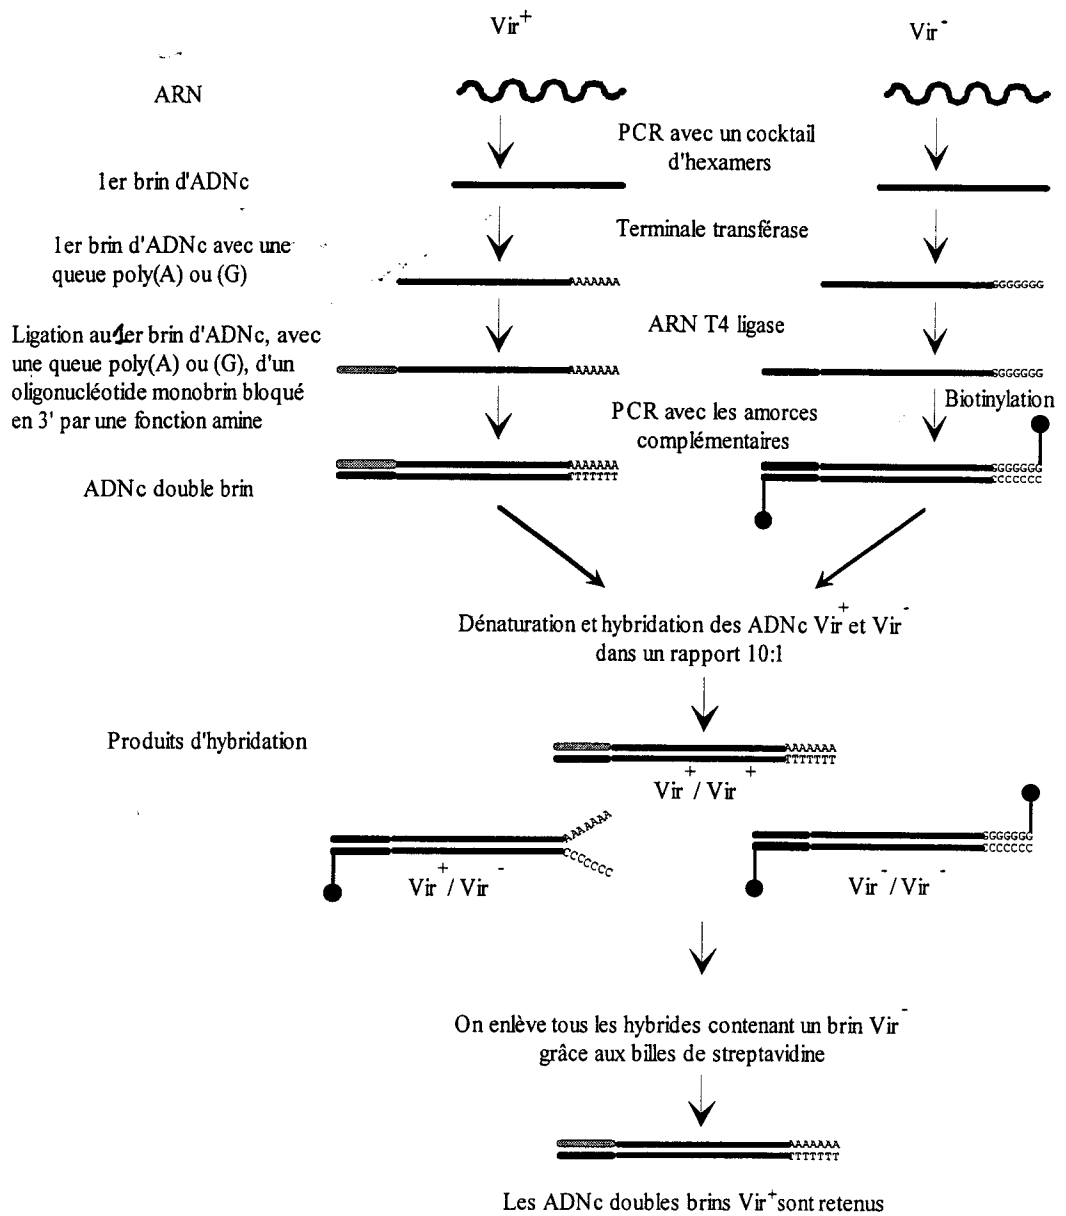 Vir+
Vir-
ARN
PCR avec un cocktail
d'hexamers
1er brin d'ADNc
Terminale transférase
1er brin d'ADNc avec une
queue poly(A) ou (G)
AAAAAAA
GGGGGGG
ARN T4 ligase
Ligation au 1er brin d'ADNc, avec
une queue poly(A) ou (G), d'un
oligonucléotide monobrin bloqué
en 3' par une fonction amine
AAAAAAA
GGGGGGG
Biotinylation
PCR avec les amorces
complémentaires
ADNc double brin
AAAAAAA
TTTTTTT
GGGGGGG
CCCCCCC
Dénaturation et hybridation des ADNc Vir+ et Vir-
dans un rapport 10:1
Produits d'hybridation
AAAAAAA
TTTTTTT
Vir+/ Vir+
AAAAAAA
CCCCCCC
Vir+/ Vir-
GGGGGGG
CCCCCCC
Vir-/ Vir-
On enlève tous les hybrides contenant un brin Vir-
grâce aux billes de streptavidine
AAAAAAA
TTTTTTT
Les ADNc doubles brins Vir+ sont retenus